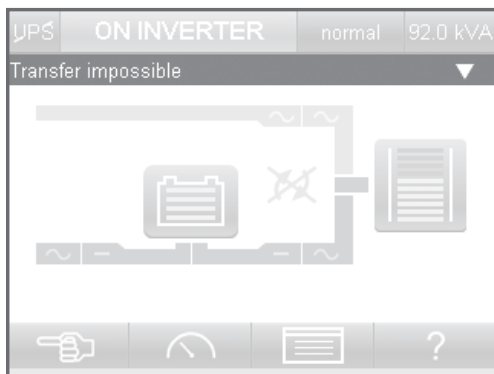 UPS ON INVERTER normal 92.0 kVA
Transfer impossible
?